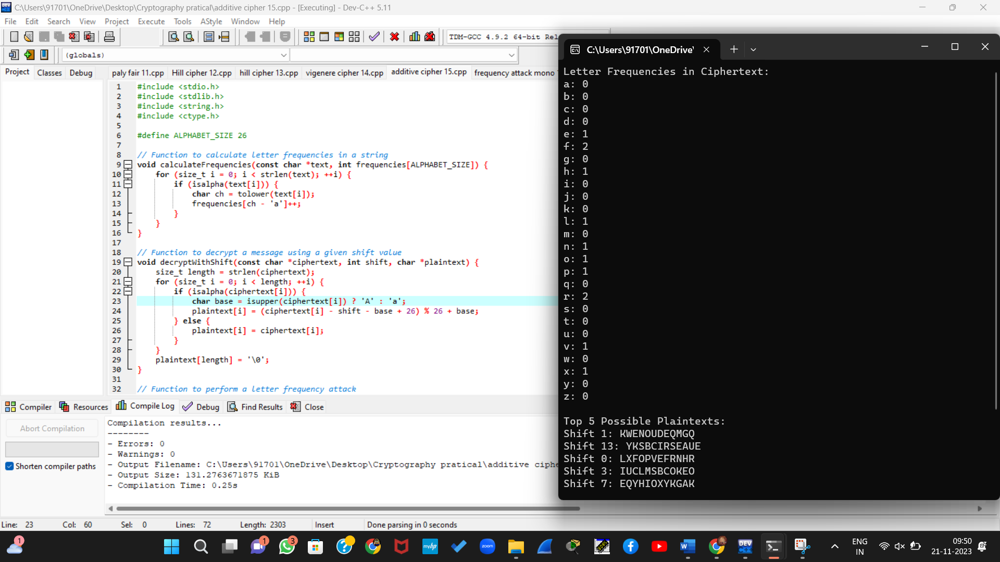 C:\Users\91701\OneDrive\Desktop\Cryptography pratical\additive cipher 15.cpp - [Executing] - Dev-C++ 5.11
File Edit Search View Project Execute Tools AStyle Window Help
TDM-GCC 4.9.2 64-bit Rel
(globals)
Project Classes Debug
paly fair 11.cpp Hill cipher 12.cpp hill cipher 13.cpp vigenere cipher 14.cpp additive cipher 15.cpp frequency attack mono
1 #include <stdio.h>
2 #include <stdlib.h>
3 #include <string.h>
4 #include <ctype.h>
5
6 #define ALPHABET_SIZE 26
7
8 // Function to calculate letter frequencies in a string
9 void calculateFrequencies(const char *text, int frequencies[ALPHABET_SIZE]) {
10 for (size_t i = 0; i < strlen(text); ++i) {
11 if (isalpha(text[i])) {
12 char ch = tolower(text[i]);
13 frequencies[ch - 'a']++;
14 }
15 }
16 }
17
18 // Function to decrypt a message using a given shift value
19 void decryptWithShift(const char *ciphertext, int shift, char *plaintext) {
20 size_t length = strlen(ciphertext);
21 for (size_t i = 0; i < length; ++i) {
22 if (isalpha(ciphertext[i])) {
23 char base = isupper(ciphertext[i]) ? 'A' : 'a';
24 plaintext[i] = (ciphertext[i] - shift - base + 26) % 26 + base;
25 } else {
26 plaintext[i] = ciphertext[i];
27 }
28 }
29 plaintext[length] = '\0';
30 }
31
32 // Function to perform a letter frequency attack
Compiler Resources Compile Log Debug Find Results Close
Abort Compilation
Shorten compiler paths
Compilation results...
--------
- Errors: 0
- Warnings: 0
- Output Filename: C:\Users\91701\OneDrive\Desktop\Cryptography pratical\additive ciphe
- Output Size: 131.2763671875 KiB
- Compilation Time: 0.25s
Line: 23 Col: 60 Sel: 0 Lines: 72 Length: 2303 Insert Done parsing in 0 seconds
C:\Users\91701\OneDrive\
Letter Frequencies in Ciphertext:
a: 0
b: 0
c: 0
d: 0
e: 1
f: 2
g: 0
h: 1
i: 0
j: 0
k: 0
l: 1
m: 0
n: 1
o: 1
p: 1
q: 0
r: 2
s: 0
t: 0
u: 0
v: 1
w: 0
x: 1
y: 0
z: 0
Top 5 Possible Plaintexts:
Shift 1: KWENOUDEQMGQ
Shift 13: YKSBCIRSEAUE
Shift 0: LXFOPVEFRNHR
Shift 3: IUCLMSBCOKEO
Shift 7: EQYHIOXYKGAK
1
1
3
myhp
zoom
W
DEV
C++
ENG
IN
09:50
21-11-2023